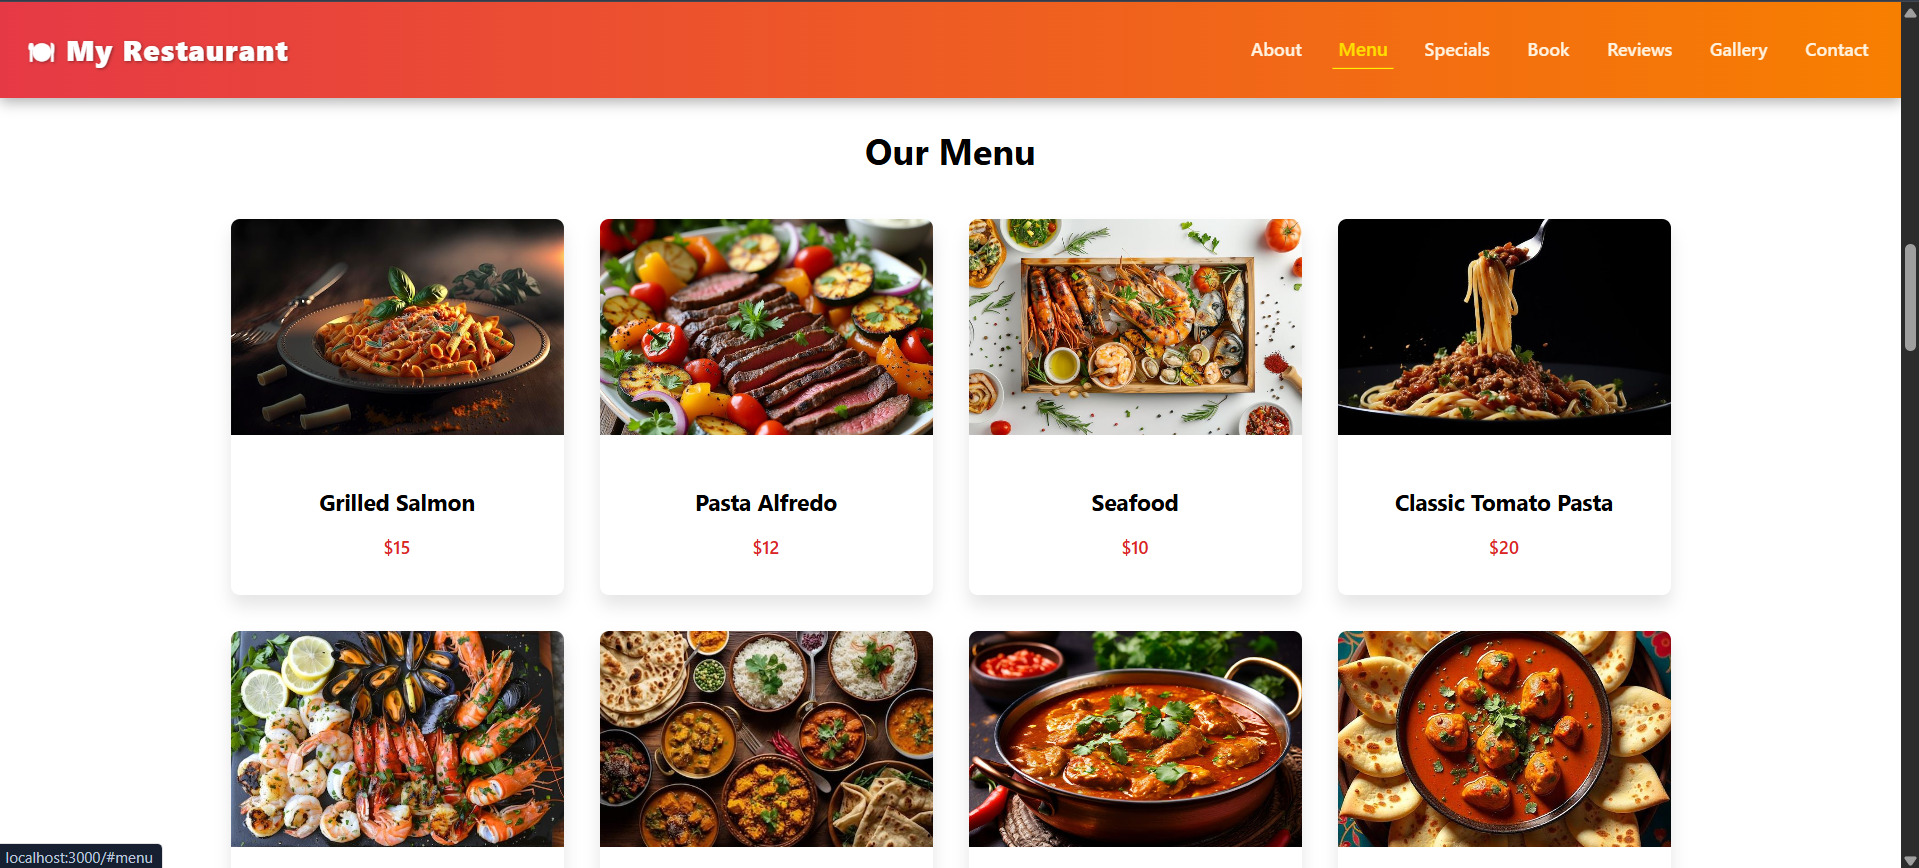 My Restaurant
About Menu Specials Book Reviews Gallery Contact
Our Menu
Grilled Salmon
$15
Pasta Alfredo
$12
Seafood
$10
Classic Tomato Pasta
$20
localhost:3000/#menu